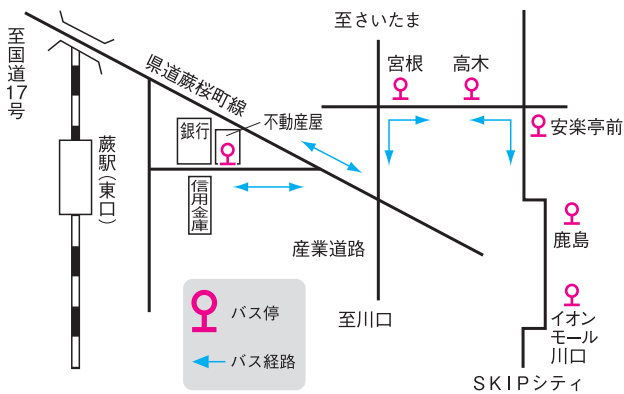 至国道17号
県道蕨桜町線
至さいたま
宮根
高木
安楽亭前
銀行
不動産屋
蕨駅(東口)
信用金庫
産業道路
鹿島
至川口
イオン
モール
川口
SKIPシティ
バス停
バス経路